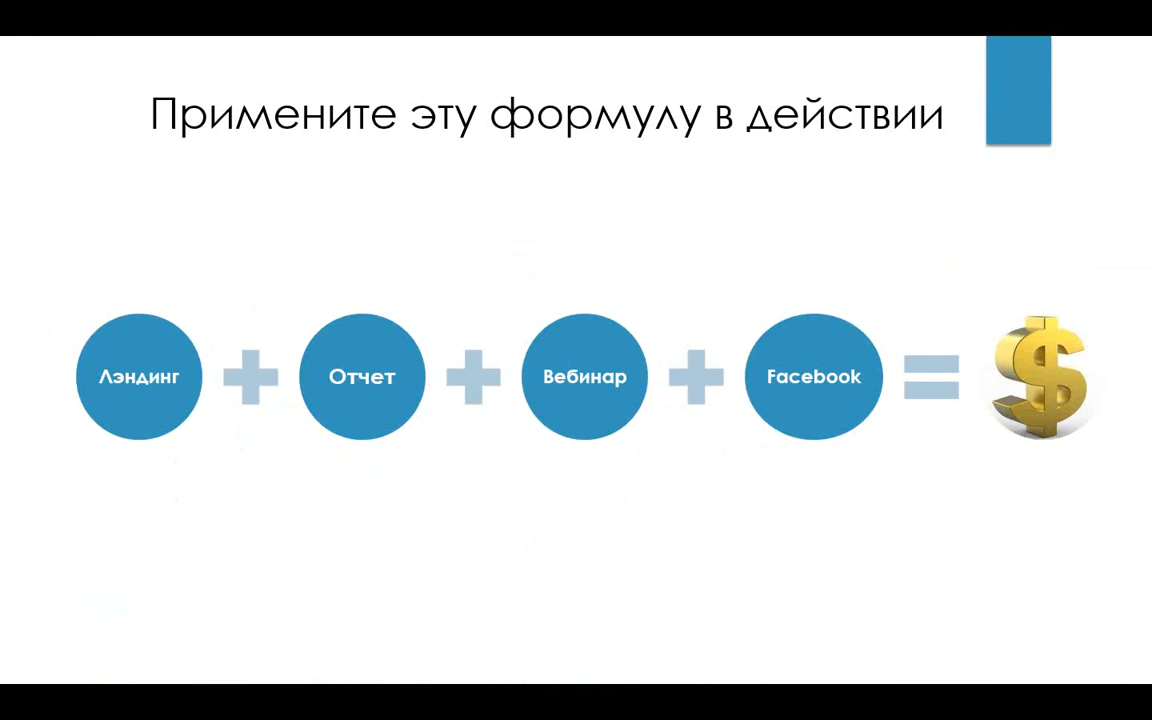 Примените эту формулу в действии
Лэндинг + Отчет + Вебинар + Facebook = $